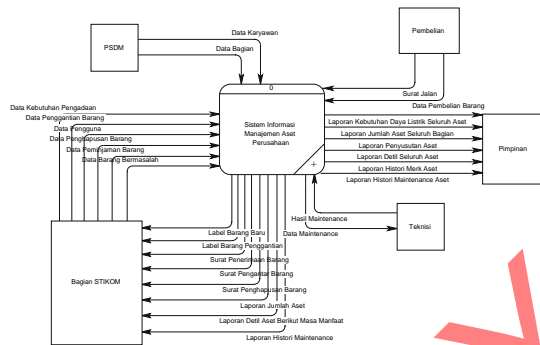 Data Karyawan
PSDM
Data Bagian
Pembelian
0
Surat Jalan
Data Pembelian Barang
Sistem Informasi
Manajemen Aset
Perusahaan
+
Data Kebutuhan Pengadaan
Data Penggantian Barang
Data Pengguna
Data Penghapusan Barang
Data Peminjaman Barang
Data Barang Bermasalah
Laporan Kebutuhan Daya Listrik Seluruh Aset
Laporan Jumlah Aset Seluruh Bagian
Laporan Penyusutan Aset
Laporan Detil Seluruh Aset
Laporan Histori Merk Aset
Laporan Histori Maintenance Aset
Pimpinan
Hasil Maintenance
Data Maintenance
Teknisi
Bagian STIKOM
Label Barang Baru
Label Barang Penggantian
Surat Penerimaan Barang
Surat Pengantar Barang
Surat Penghapusan Barang
Laporan Jumlah Aset
Laporan Detil Aset Berikut Masa Manfaat
Laporan Histori Maintenance